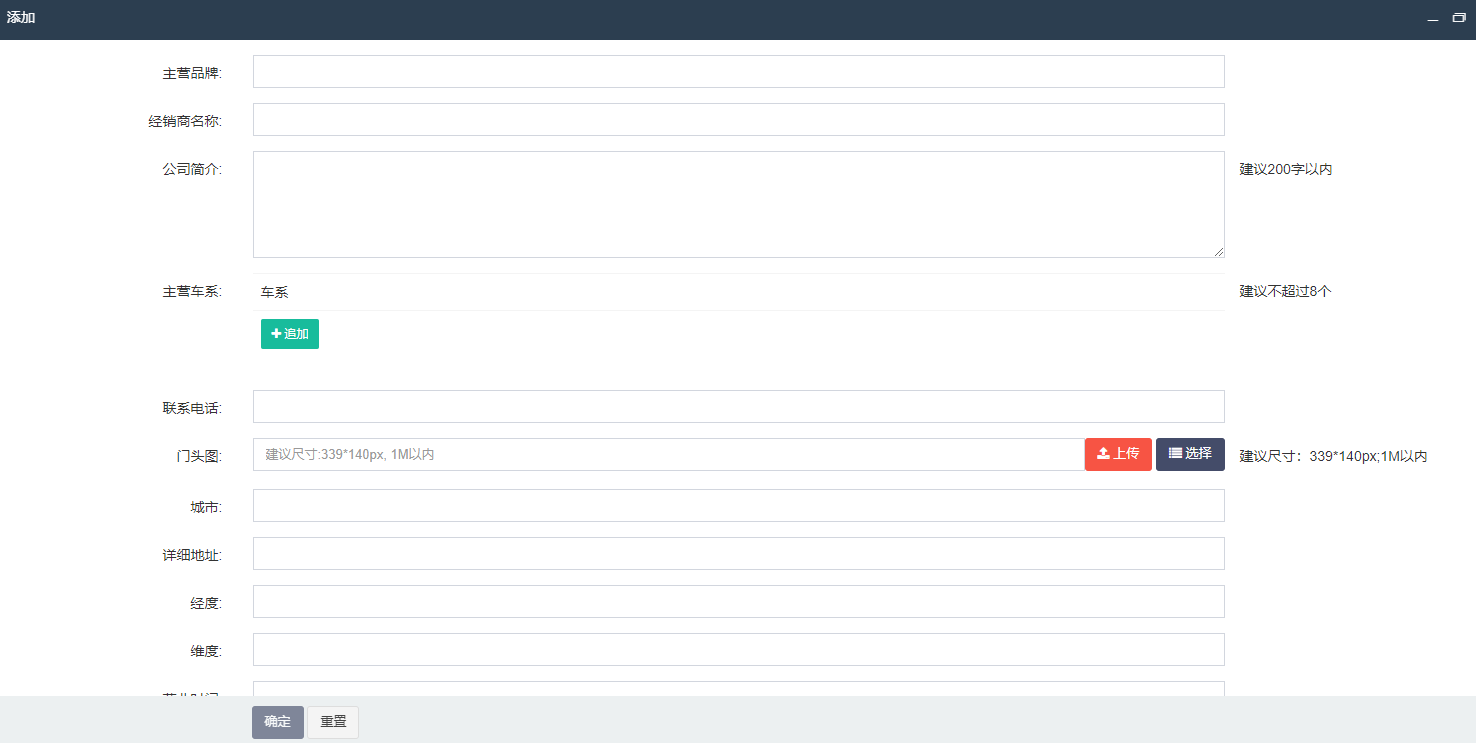 添加
主营品牌:
经销商名称:
公司简介:
建议200字以内
主营车系:
车系
建议不超过8个
追加
联系电话:
门头图:
建议尺寸:339*140px, 1M以内
上传
选择
建议尺寸：339*140px;1M以内
城市:
详细地址:
经度:
维度:
确定
重置